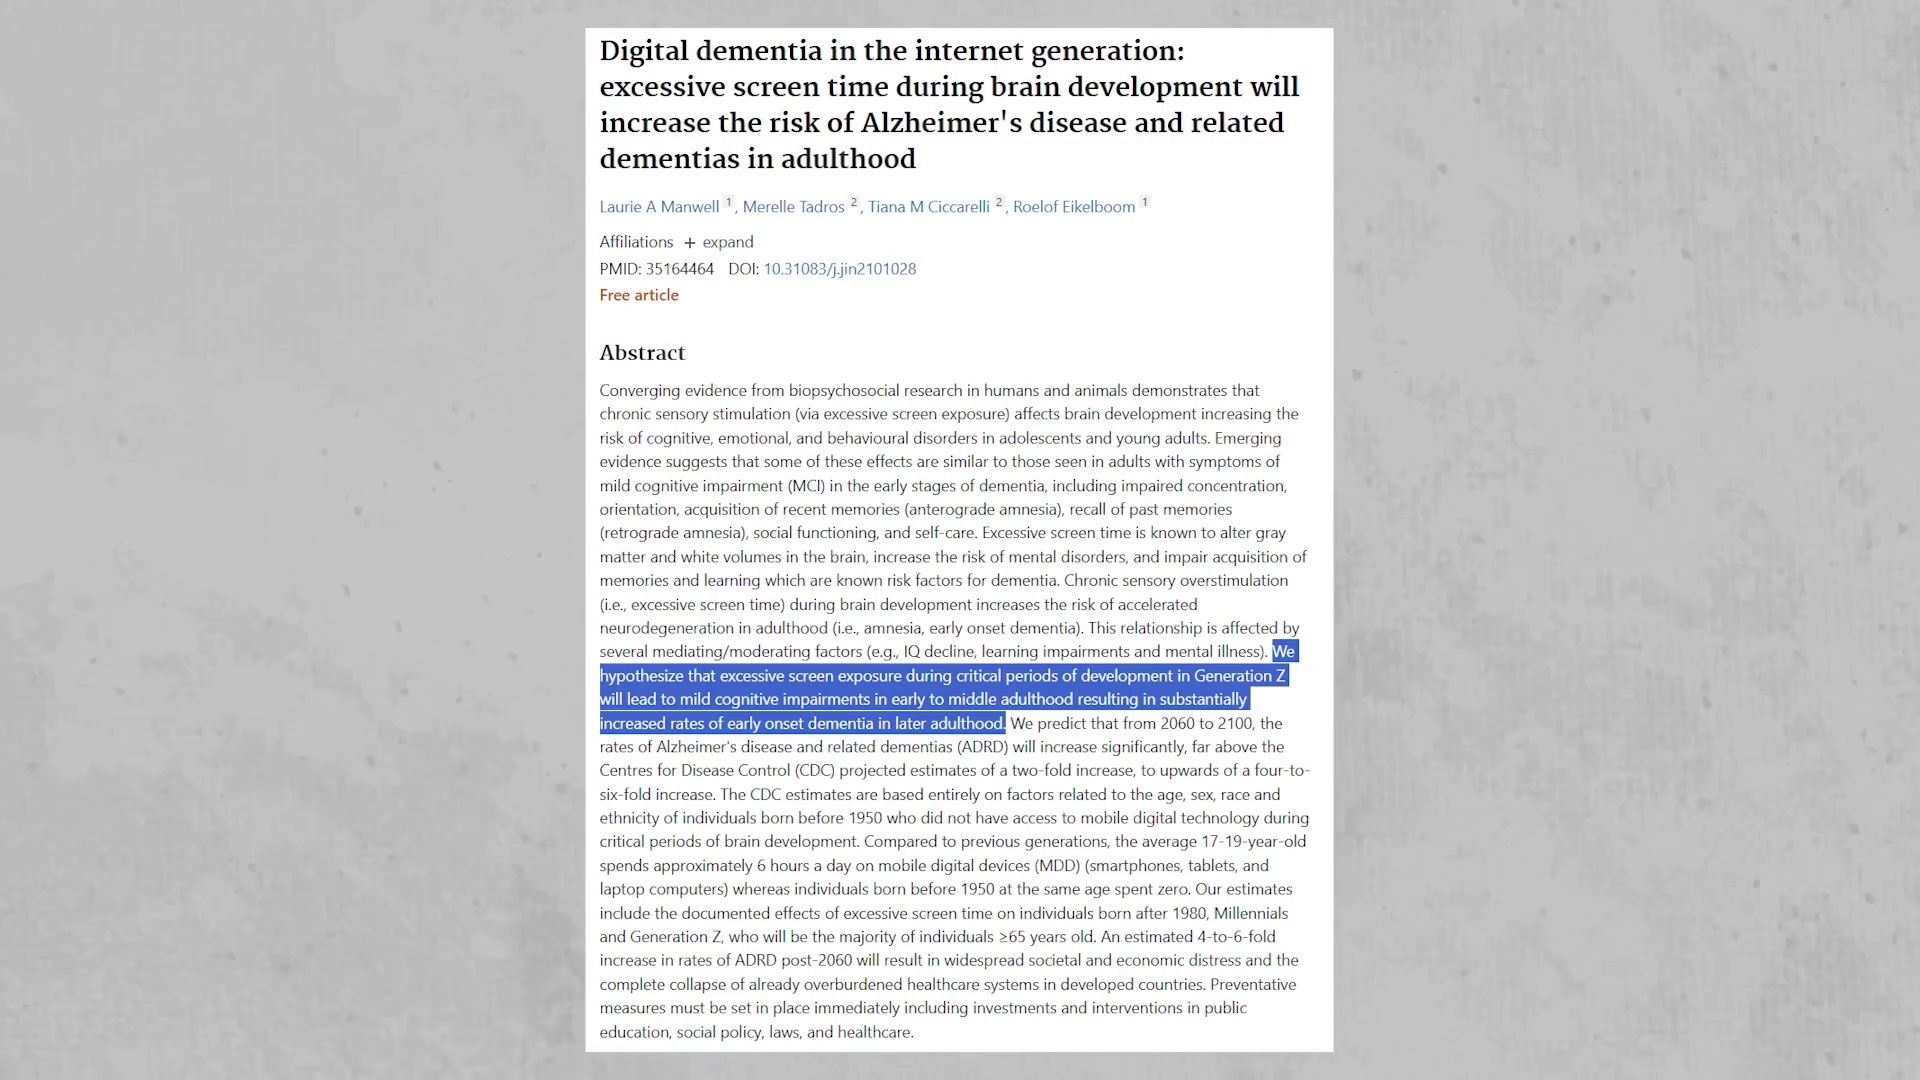 Digital dementia in the internet generation:
excessive screen time during brain development will
increase the risk of Alzheimer's disease and related
dementias in adulthood
Laurie A Manwell 1 , Merelle Tadros 2 , Tiana M Ciccarelli 2 , Roelof Eikelboom 1
Affiliations + expand
PMID: 35164464 DOI: 10.31083/j.jin2101028
Free article
Abstract
Converging evidence from biopsychosocial research in humans and animals demonstrates that
chronic sensory stimulation (via excessive screen exposure) affects brain development increasing the
risk of cognitive, emotional, and behavioural disorders in adolescents and young adults. Emerging
evidence suggests that some of these effects are similar to those seen in adults with symptoms of
mild cognitive impairment (MCI) in the early stages of dementia, including impaired concentration,
orientation, acquisition of recent memories (anterograde amnesia), recall of past memories
(retrograde amnesia), social functioning, and self-care. Excessive screen time is known to alter gray
matter and white volumes in the brain, increase the risk of mental disorders, and impair acquisition of
memories and learning which are known risk factors for dementia. Chronic sensory overstimulation
(i.e., excessive screen time) during brain development increases the risk of accelerated
neurodegeneration in adulthood (i.e., amnesia, early onset dementia). This relationship is affected by
several mediating/moderating factors (e.g., IQ decline, learning impairments and mental illness). We
hypothesize that excessive screen exposure during critical periods of development in Generation Z
will lead to mild cognitive impairments in early to middle adulthood resulting in substantially
increased rates of early onset dementia in later adulthood. We predict that from 2060 to 2100, the
rates of Alzheimer's disease and related dementias (ADRD) will increase significantly, far above the
Centres for Disease Control (CDC) projected estimates of a two-fold increase, to upwards of a four-to-
six-fold increase. The CDC estimates are based entirely on factors related to the age, sex, race and
ethnicity of individuals born before 1950 who did not have access to mobile digital technology during
critical periods of brain development. Compared to previous generations, the average 17-19-year-old
spends approximately 6 hours a day on mobile digital devices (MDD) (smartphones, tablets, and
laptop computers) whereas individuals born before 1950 at the same age spent zero. Our estimates
include the documented effects of excessive screen time on individuals born after 1980, Millennials
and Generation Z, who will be the majority of individuals ≥65 years old. An estimated 4-to-6-fold
increase in rates of ADRD post-2060 will result in widespread societal and economic distress and the
complete collapse of already overburdened healthcare systems in developed countries. Preventative
measures must be set in place immediately including investments and interventions in public
education, social policy, laws, and healthcare.